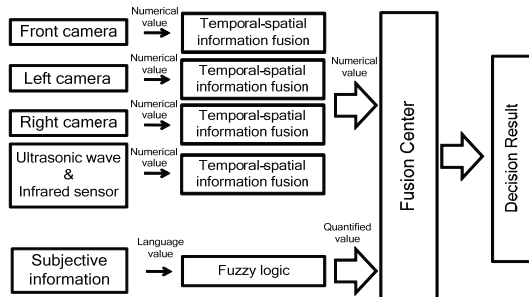 Front camera
Numerical
value
Temporal-spatial
information fusion
Left camera
Numerical
value
Temporal-spatial
information fusion
Right camera
Numerical
value
Temporal-spatial
information fusion
Ultrasonic wave
&
Infrared sensor
Numerical
value
Temporal-spatial
information fusion
Numerical
value
Subjective
information
Language
value
Fuzzy logic
Quantified
value
Fusion Center
Decision Result